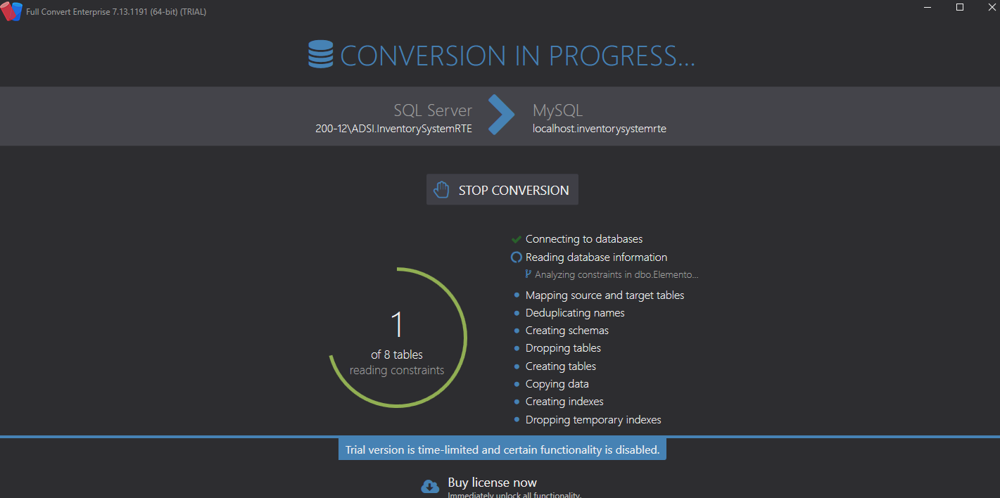 Full Convert Enterprise 7.13.1191 (64-bit) (TRIAL)
CONVERSION IN PROGRESS...
SQL Server
200-12\ADSI.InventorySystemRTE
MySQL
localhost.inventorysystemrte
STOP CONVERSION
1
of 8 tables
reading constraints
Connecting to databases
Reading database information
Analyzing constraints in dbo.Elemento...
Mapping source and target tables
Deduplicating names
Creating schemas
Dropping tables
Creating tables
Copying data
Creating indexes
Dropping temporary indexes
Trial version is time-limited and certain functionality is disabled.
Buy license now
Immediately unlock all functionality.